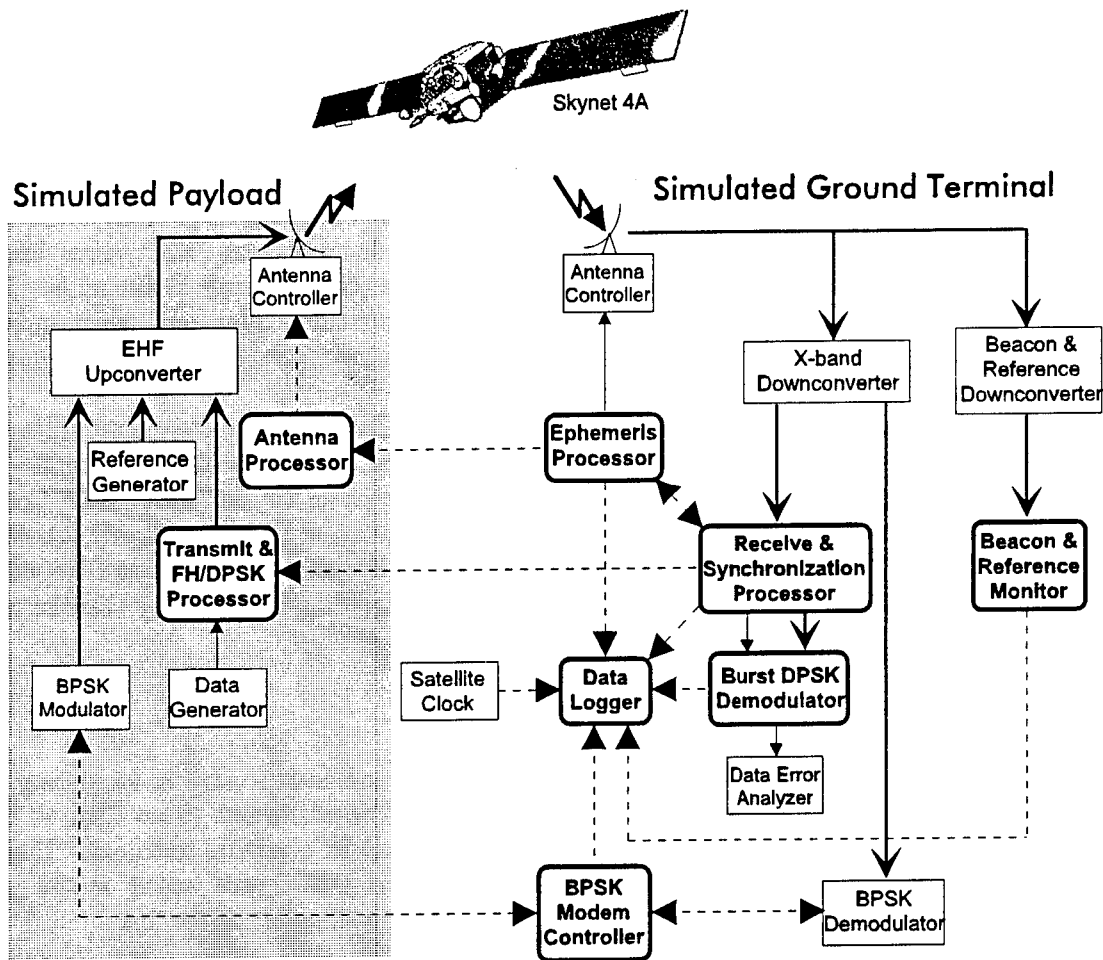 Skynet 4A
Simulated Payload
Simulated Ground Terminal
Antenna
Controller
Antenna
Controller
EHF
Upconverter
X-band
Downconverter
Beacon &
Reference
Downconverter
Antenna
Processor
Ephemeris
Processor
Reference
Generator
Transmit &
FH/DPSK
Processor
Receive &
Synchronization
Processor
Beacon &
Reference
Monitor
BPSK
Modulator
Data
Generator
Satellite
Clock
Data
Logger
Burst DPSK
Demodulator
Data Error
Analyzer
BPSK
Modem
Controller
BPSK
Demodulator